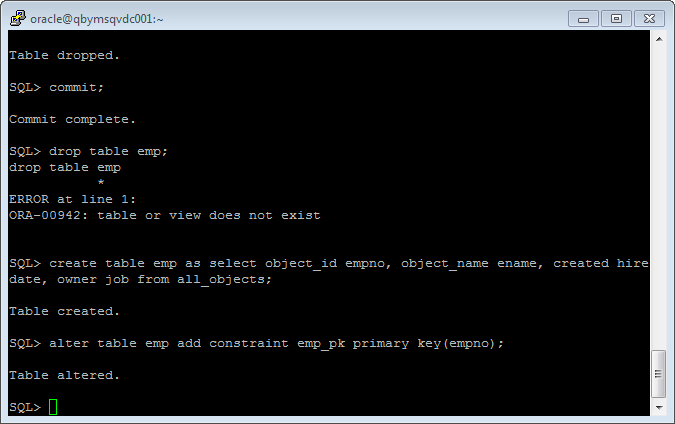 oracle@qbymsqvdc001:~
Table dropped.
SQL> commit;
Commit complete.
SQL> drop table emp;
drop table emp
*
ERROR at line 1:
ORA-00942: table or view does not exist
SQL> create table emp as select object_id empno, object_name ename, created hire
date, owner job from all_objects;
Table created.
SQL> alter table emp add constraint emp_pk primary key(empno);
Table altered.
SQL>